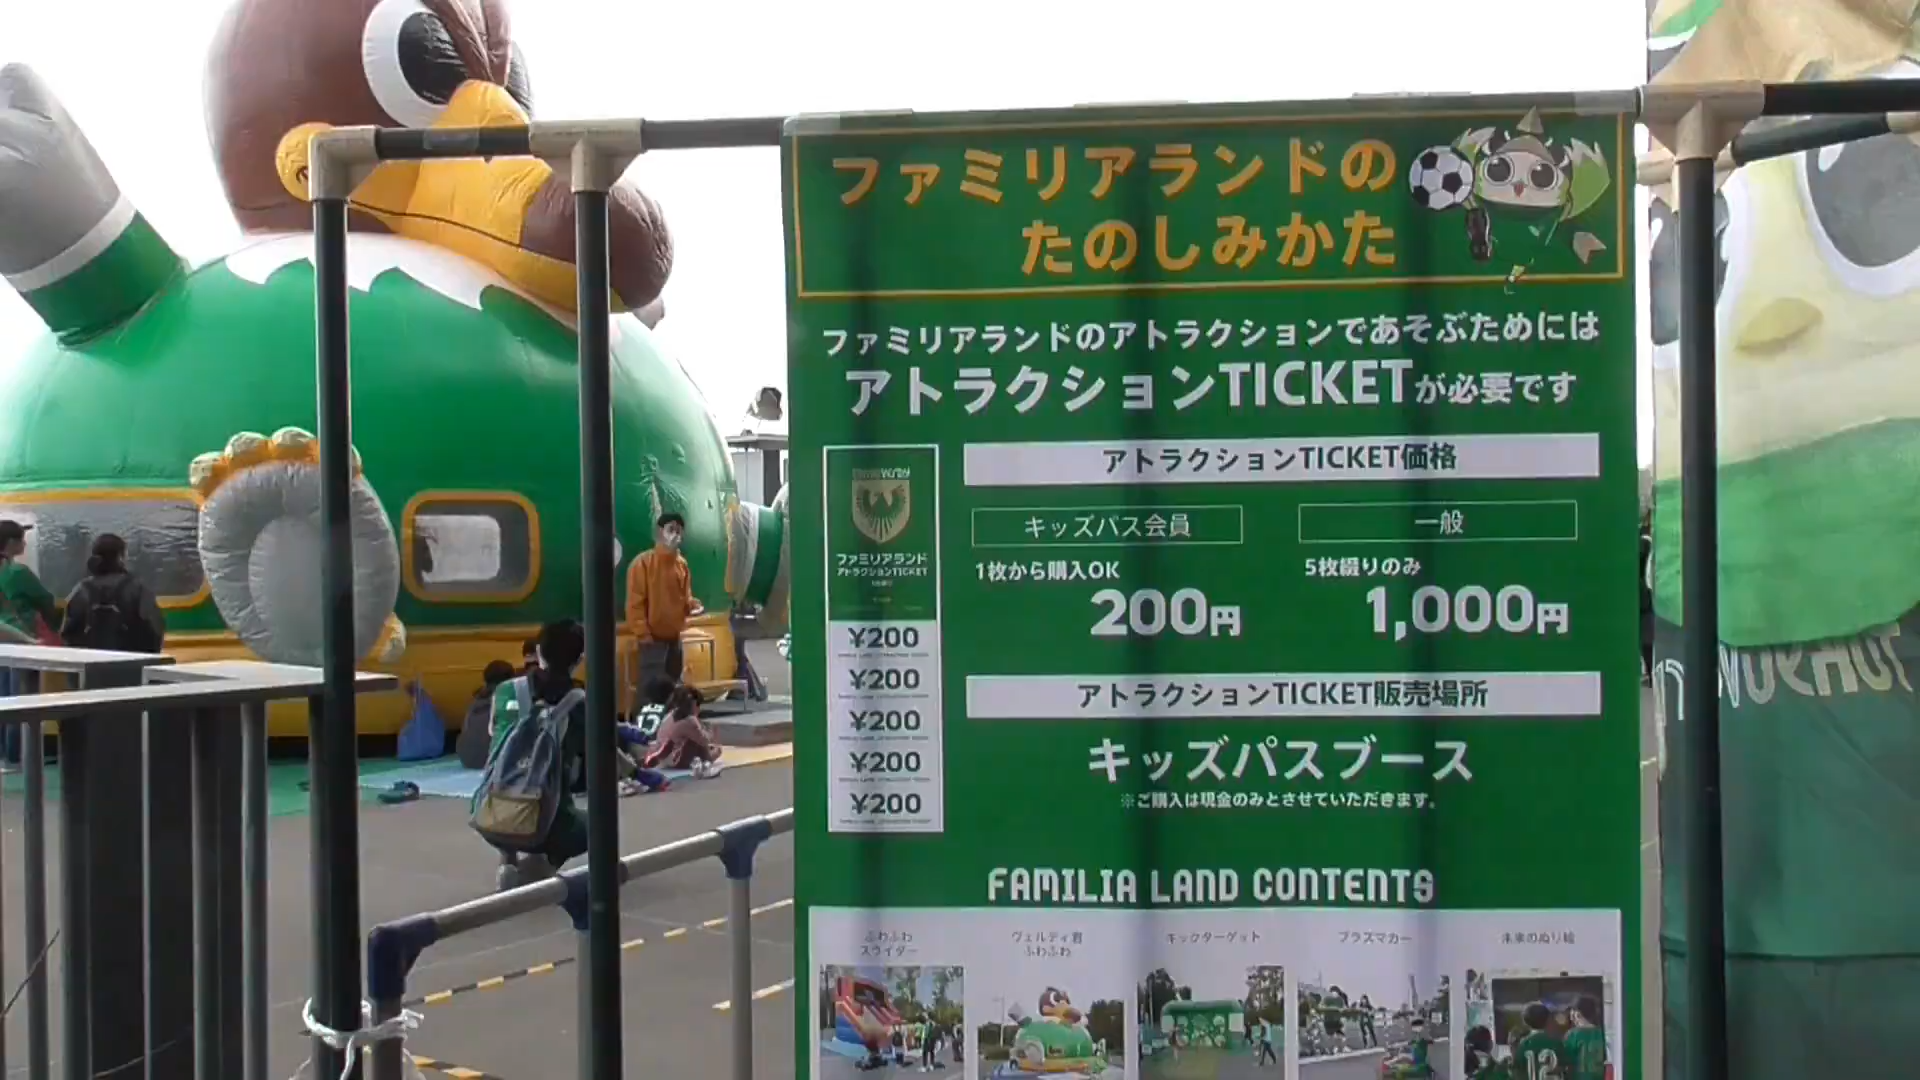 ファミリアランドの
たのしみかた
ファミリアランドのアトラクションであそぶためには
アトラクションTICKETが必要です
ファミリアランド
アトラクションTICKET
¥200
¥200
¥200
¥200
¥200
アトラクションTICKET価格
キッズパス会員
1枚から購入OK
200円
一般
5枚綴りのみ
1,000円
アトラクションTICKET販売場所
キッズパスブース
※ご購入は現金のみとさせていただきます。
FAMILIA LAND CONTENTS
ふわふわ
スライダー
ヴェルディ君
ふわふわ
キックターゲット
プラズマカー
未来のぬり絵
12